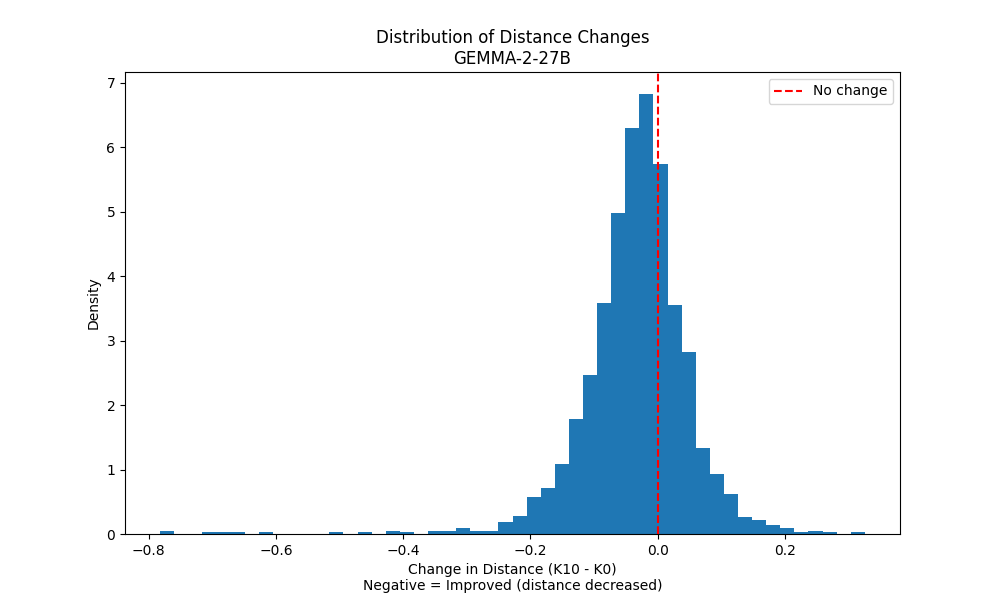 Distribution of Distance Changes
GEMMA-2-27B
No change
Density
7
6
5
4
3
2
1
0
−0.8
−0.6
−0.4
−0.2
0.0
0.2
Change in Distance (K10 - K0)
Negative = Improved (distance decreased)